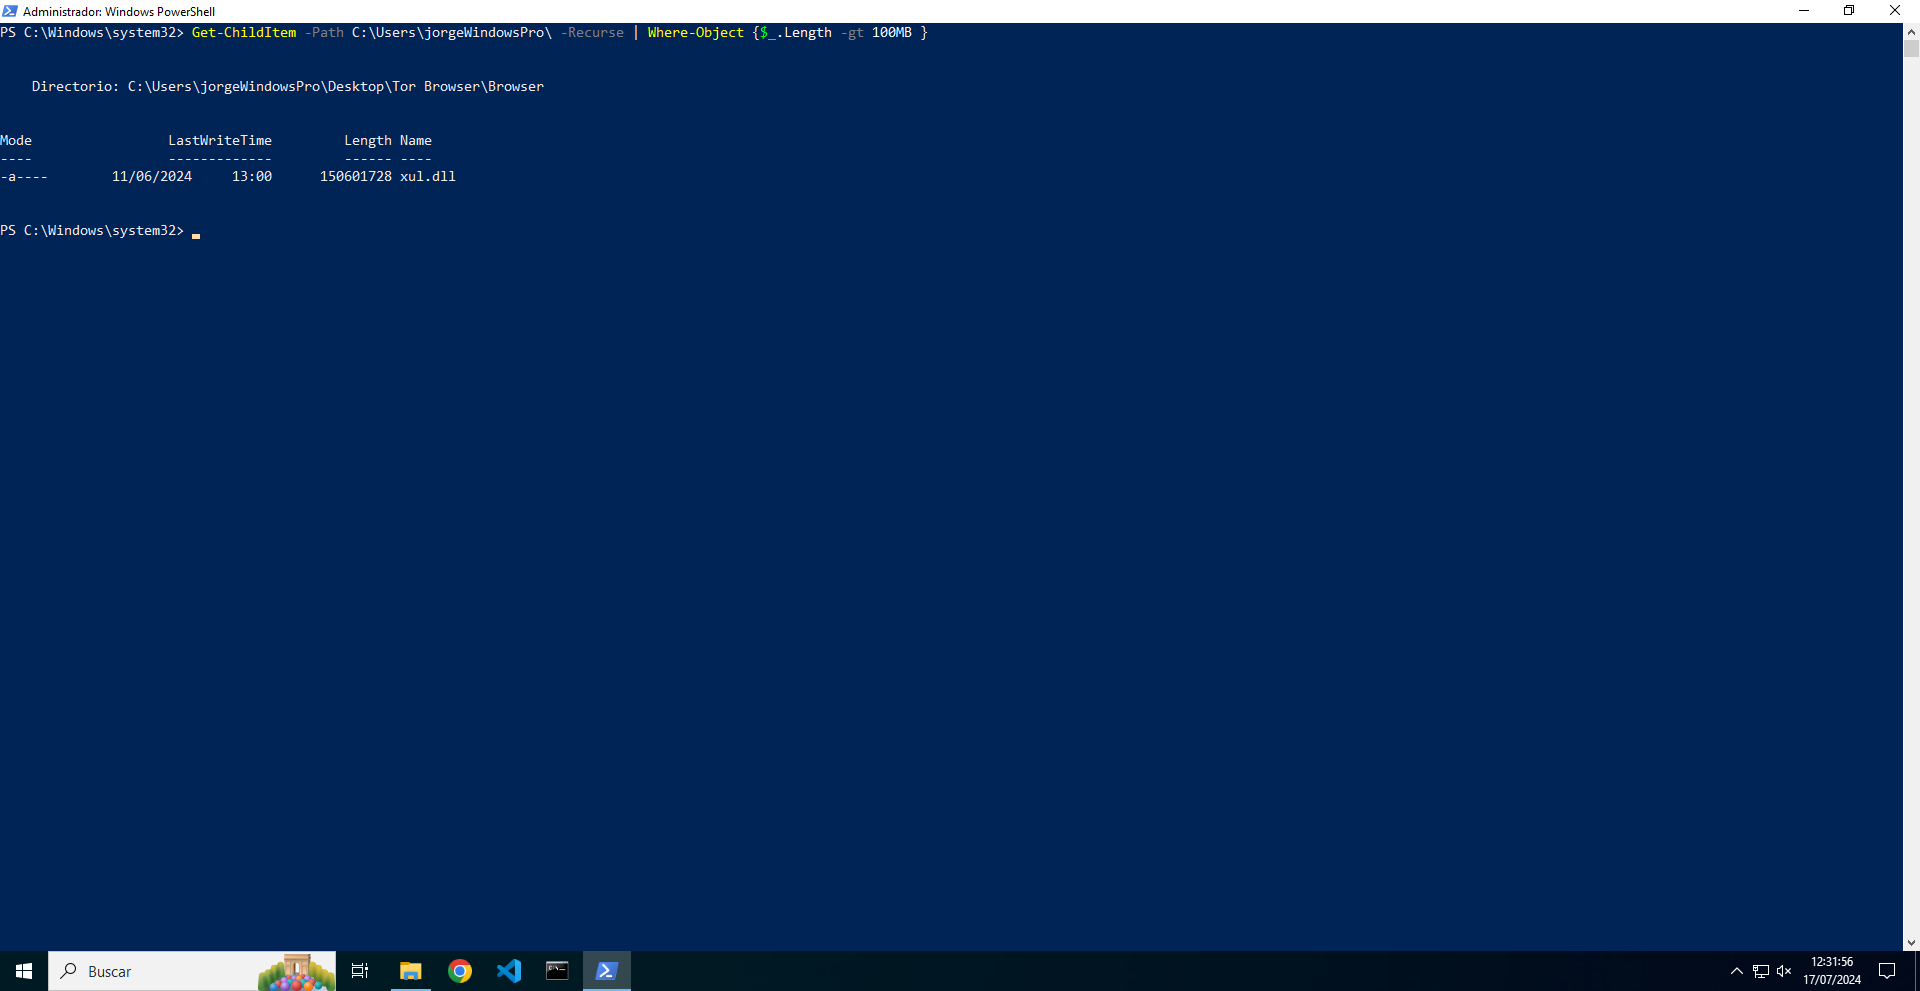 Administrador: Windows PowerShell
PS C:\Windows\system32> Get-ChildItem -Path C:\Users\jorgeWindowsPro\ -Recurse | Where-Object {$_.Length -gt 100MB }
Directorio: C:\Users\jorgeWindowsPro\Desktop\Tor Browser\Browser
Mode                 LastWriteTime         Length Name
----                 -------------         ------ ----
-a----        11/06/2024     13:00      150601728 xul.dll
PS C:\Windows\system32>
Buscar
12:31:56
17/07/2024